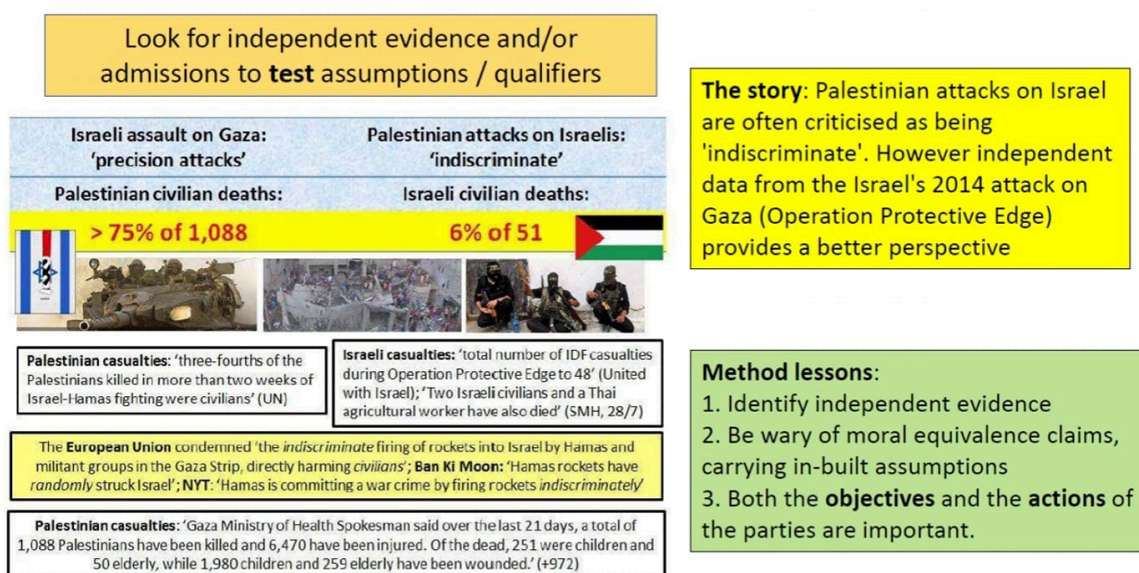 Look for independent evidence and/or
admissions to test assumptions / qualifiers
Israeli assault on Gaza:
'precision attacks'
Palestinian attacks on Israelis:
'indiscriminate'
Palestinian civilian deaths:
Israeli civilian deaths:
> 75% of 1,088
6% of 51
Palestinian casualties: 'three-fourths of the
Palestinians killed in more than two weeks of
Israel-Hamas fighting were civilians' (UN)
Israeli casualties: 'total number of IDF casualties
during Operation Protective Edge to 48' (United
with Israel); 'Two Israeli civilians and a Thai
agricultural worker have also died' (SMH, 28/7)
The European Union condemned 'the indiscriminate firing of rockets into Israel by Hamas and
militant groups in the Gaza Strip, directly harming civilians'; Ban Ki Moon: 'Hamas rockets have
randomly struck Israel'; NYT: 'Hamas is committing a war crime by firing rockets indiscriminately'
Palestinian casualties: 'Gaza Ministry of Health Spokesman said over the last 21 days, a total of
1,088 Palestinians have been killed and 6,470 have been injured. Of the dead, 251 were children and
50 elderly, while 1,980 children and 259 elderly have been wounded.' (+972)
The story: Palestinian attacks on Israel
are often criticised as being
'indiscriminate'. However independent
data from the Israel's 2014 attack on
Gaza (Operation Protective Edge)
provides a better perspective
Method lessons:
1. Identify independent evidence
2. Be wary of moral equivalence claims,
carrying in-built assumptions
3. Both the objectives and the actions of
the parties are important.